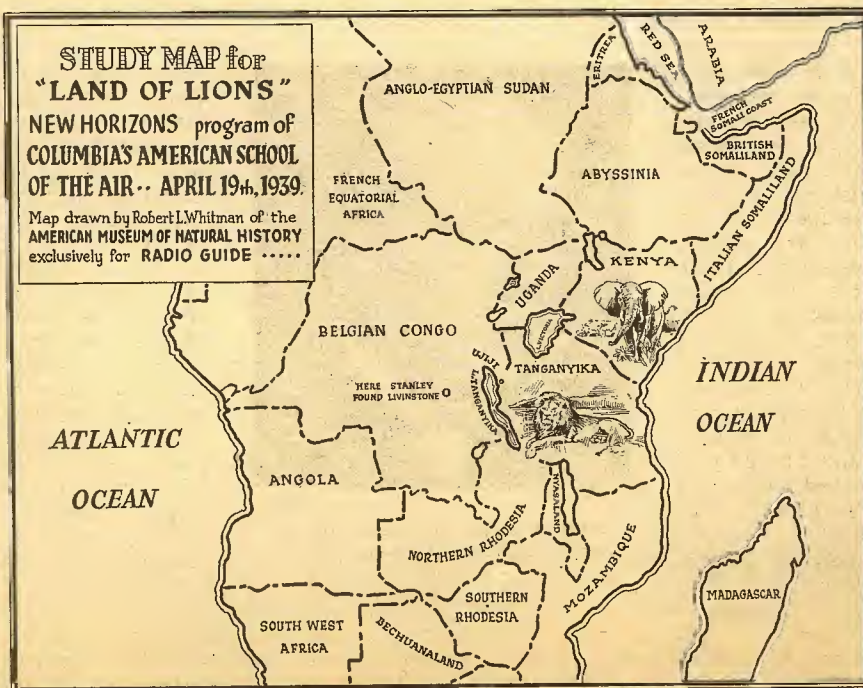 STUDY MAP for
"LAND OF LIONS"
NEW HORIZONS program of
COLUMBIA'S AMERICAN SCHOOL
OF THE AI·· APRIL 19th, 1939.
Map drawn by Robert L. Whitman of the
AMERICAN MUSEUM OF NATURAL HISTORY
exclusively for RADIO GUIDE ·····
ANGLO-EGYPTIAN SUDAN
ERITREA
RED SEA
ARABIA
FRENCH
SOMALI COAST
BRITISH
SOMALILAND
ABYSSINIA
ITALIAN SOMALILAND
FRENCH
EQUATORIAL
AFRICA
KENYA
UGANDA
BELGIAN CONGO
VICTORIA
UJIJI
L.TANGANYIKA
TANGANYIKA
HERE STANLEY
FOUND LIVINSTONE
INDIAN
OCEAN
ATLANTIC
OCEAN
ANGOLA
NYASALAND
NORTHERN RHODESIA
MOZAMBIQUE
MADAGASCAR
SOUTHERN
RHODESIA
SOUTH WEST
AFRICA
BECHUANALAND